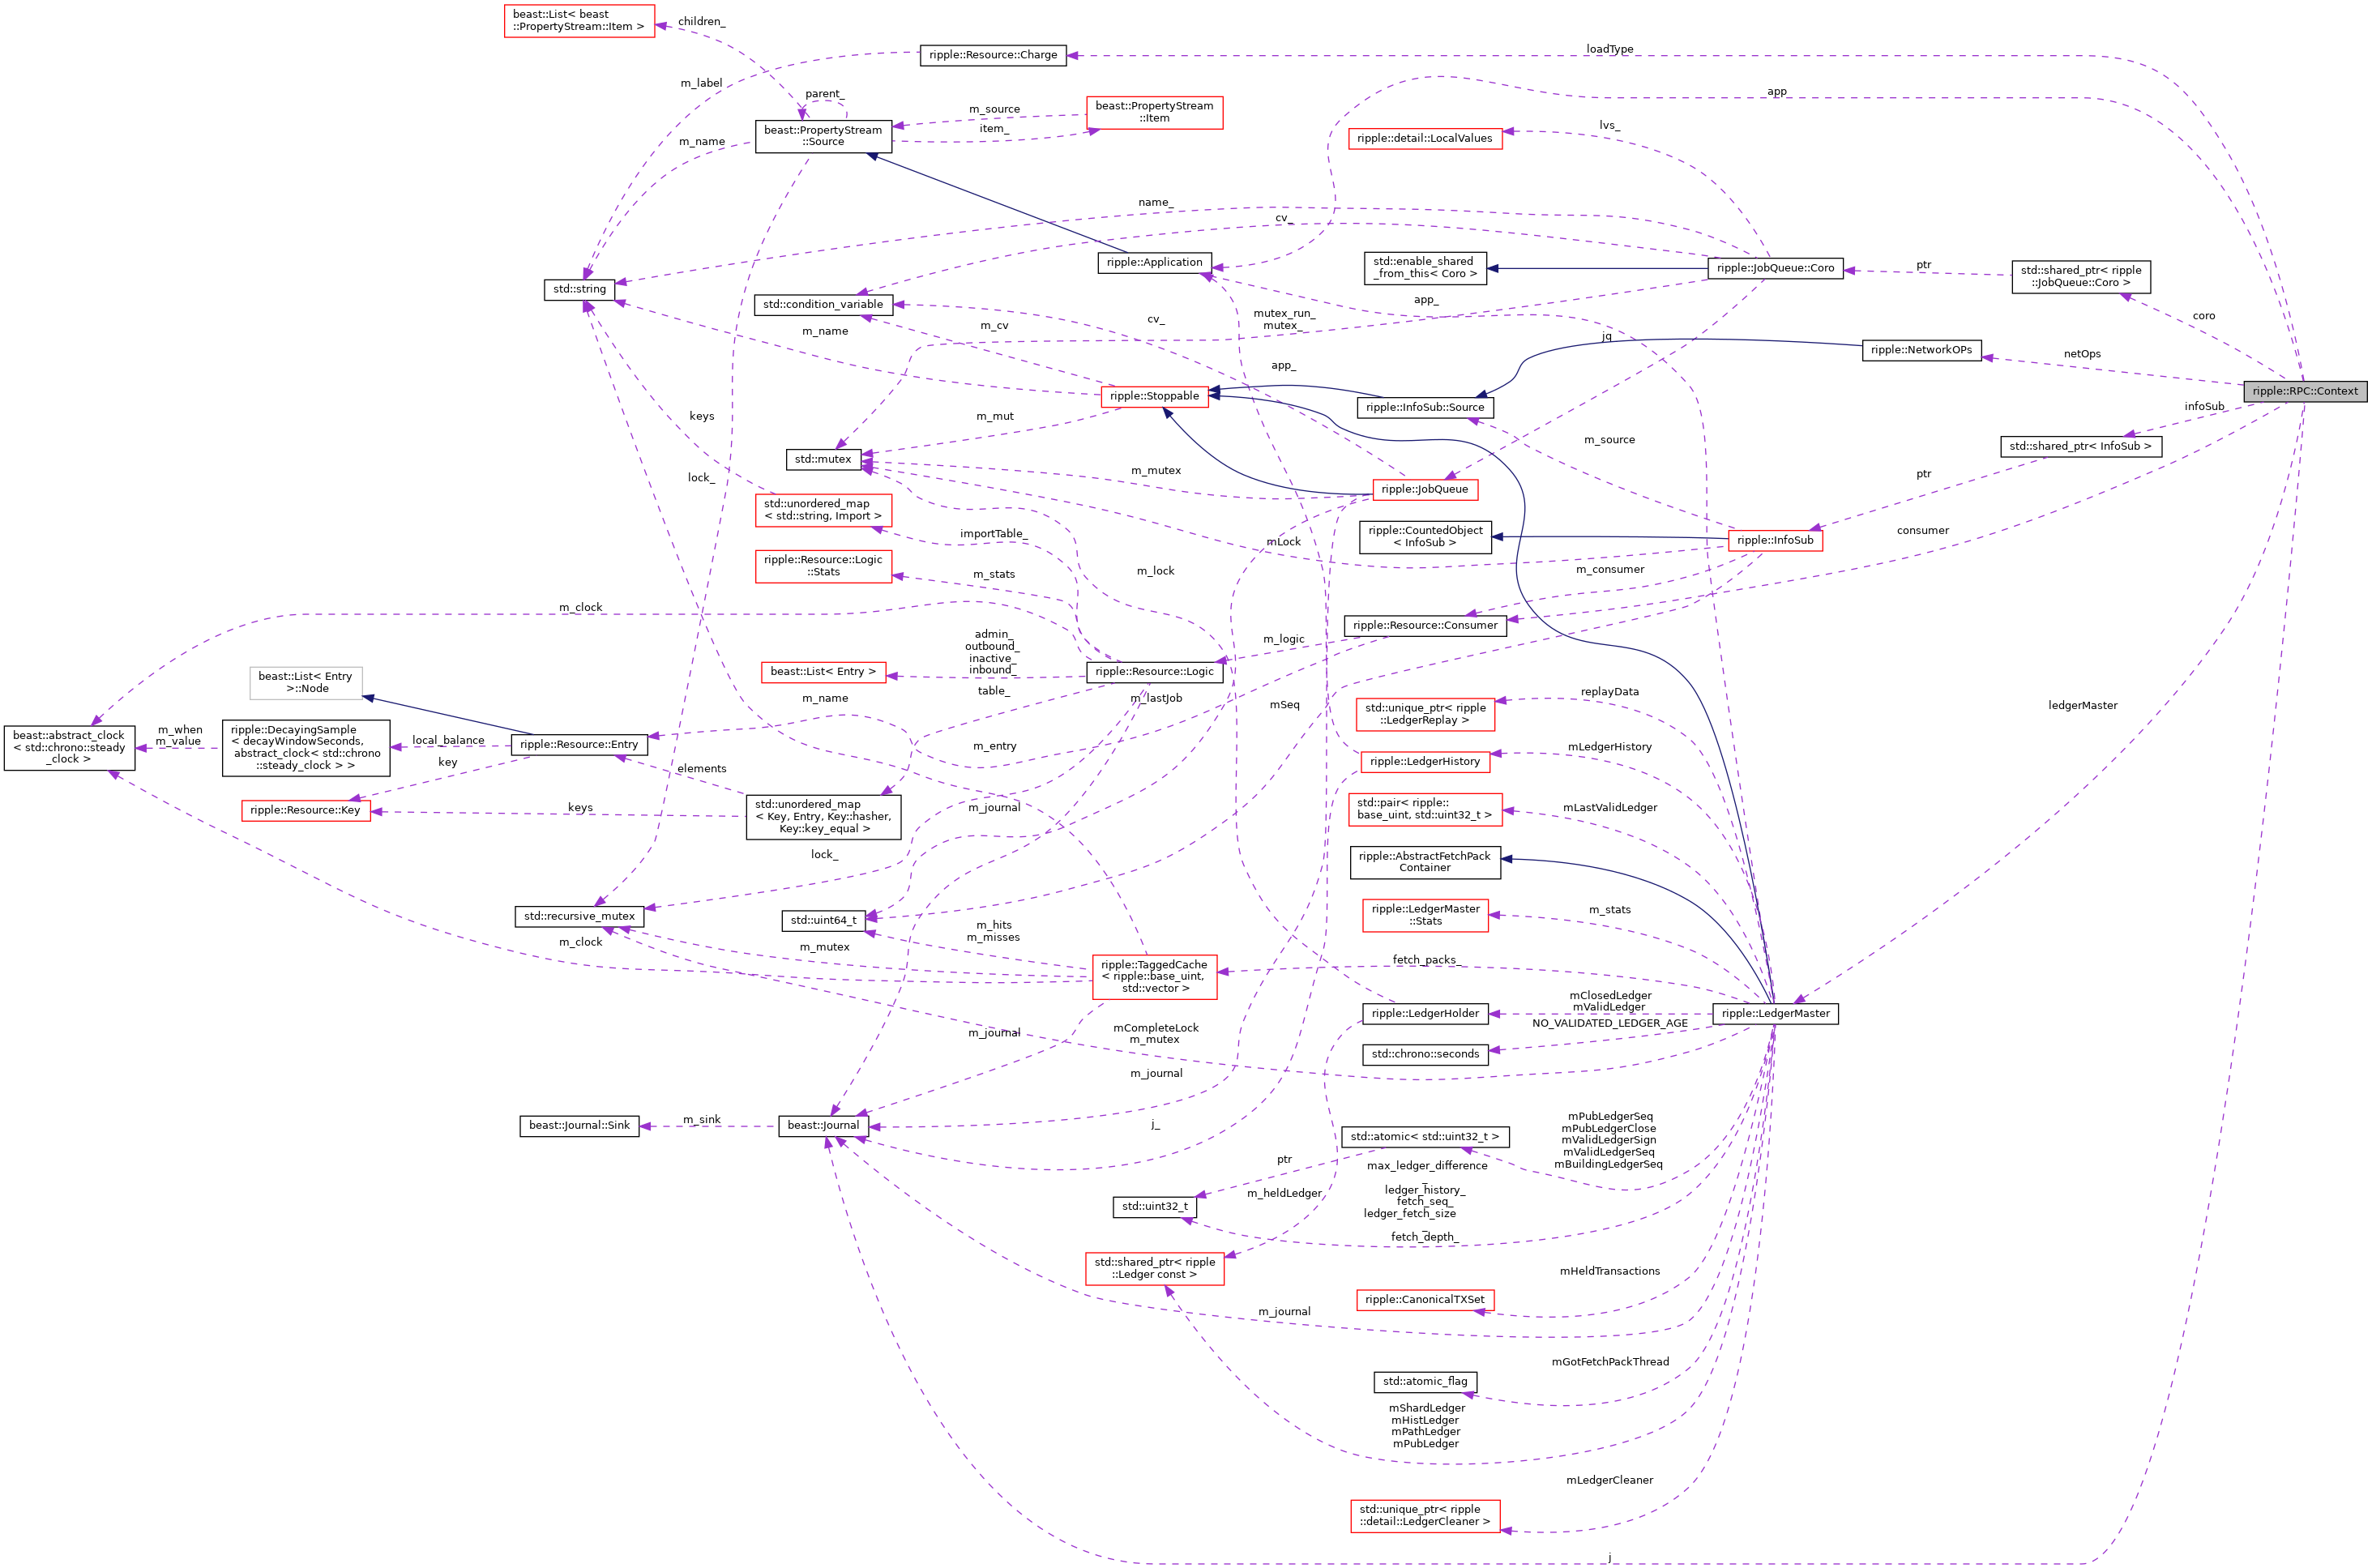 beast::List< beast
::PropertyStream::Item >
children_
ripple::Resource::Charge
loadType
m_label
parent_
app
beast::PropertyStream
::Item
m_source
item_
beast::PropertyStream
::Source
m_name
ripple::detail::LocalValues
lvs_
name_
cv_
ripple::Application
std::enable_shared
_from_this< Coro >
ripple::JobQueue::Coro
ptr
std::shared_ptr< ripple
::JobQueue::Coro >
std::string
std::condition_variable
app_
mutex_run_
mutex_
coro
m_name
m_cv
cv_
jq
ripple::NetworkOPs
netOps
app_
ripple::RPC::Context
ripple::Stoppable
ripple::InfoSub::Source
infoSub
keys
m_mut
m_source
std::shared_ptr< InfoSub >
std::mutex
m_mutex
ptr
lock_
ripple::JobQueue
std::unordered_map
< std::string, Import >
consumer
importTable_
mLock
ripple::CountedObject
< InfoSub >
ripple::InfoSub
ripple::Resource::Logic
::Stats
m_stats
m_lock
m_consumer
m_clock
ripple::Resource::Consumer
admin_
outbound_
inactive_
inbound_
m_logic
beast::List< Entry >
ripple::Resource::Logic
beast::List< Entry
>::Node
table_
m_name
m_lastJob
mSeq
replayData
ledgerMaster
std::unique_ptr< ripple
::LedgerReplay >
beast::abstract_clock
< std::chrono::steady
_clock >
m_when
m_value
ripple::DecayingSample
< decayWindowSeconds,
abstract_clock< std::chrono
::steady_clock > >
local_balance
ripple::Resource::Entry
m_entry
mLedgerHistory
key
elements
ripple::LedgerHistory
ripple::Resource::Key
keys
std::unordered_map
< Key, Entry, Key::hasher,
Key::key_equal >
m_journal
std::pair< ripple::
base_uint, std::uint32_t >
mLastValidLedger
lock_
ripple::AbstractFetchPack
Container
std::recursive_mutex
std::uint64_t
m_hits
m_misses
ripple::LedgerMaster
::Stats
m_stats
m_clock
m_mutex
ripple::TaggedCache
< ripple::base_uint,
std::vector >
fetch_packs_
mClosedLedger
mValidLedger
ripple::LedgerHolder
ripple::LedgerMaster
NO_VALIDATED_LEDGER_AGE
m_journal
mCompleteLock
m_mutex
std::chrono::seconds
m_journal
beast::Journal::Sink
m_sink
beast::Journal
j_
std::atomic< std::uint32_t >
mPubLedgerSeq
mPubLedgerClose
mValidLedgerSign
mValidLedgerSeq
mBuildingLedgerSeq
ptr
max_ledger_difference
_
ledger_history_
fetch_seq_
ledger_fetch_size
_
fetch_depth_
m_heldLedger
std::uint32_t
std::shared_ptr< ripple
::Ledger const >
mHeldTransactions
ripple::CanonicalTXSet
m_journal
mGotFetchPackThread
std::atomic_flag
mShardLedger
mHistLedger
mPathLedger
mPubLedger
mLedgerCleaner
std::unique_ptr< ripple
::detail::LedgerCleaner >
j